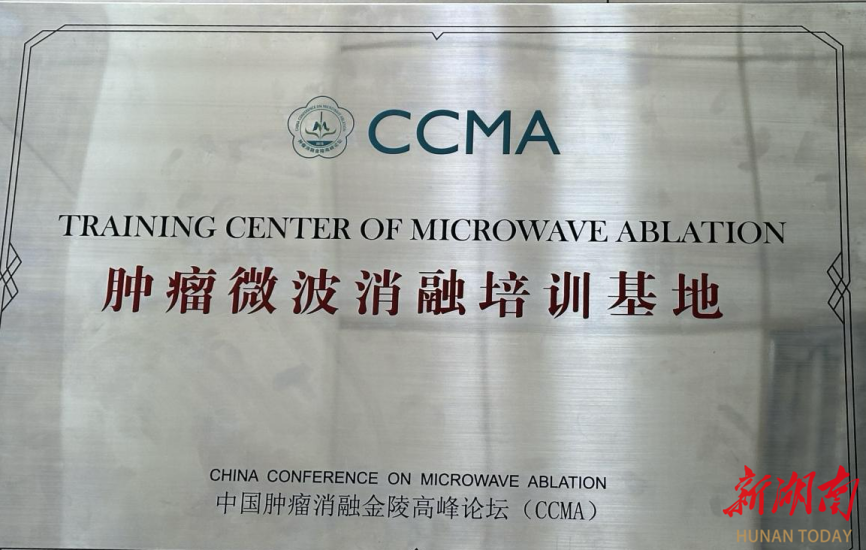 CCMA
TRAINING CENTER OF MICROWAVE ABLATION
肿瘤微波消融培训基地
CHINA CONFERENCE ON MICROWAVE ABLATION
中国肿瘤消融金陵高峰论坛（CCMA）
新湖南
HUNAN TODAY